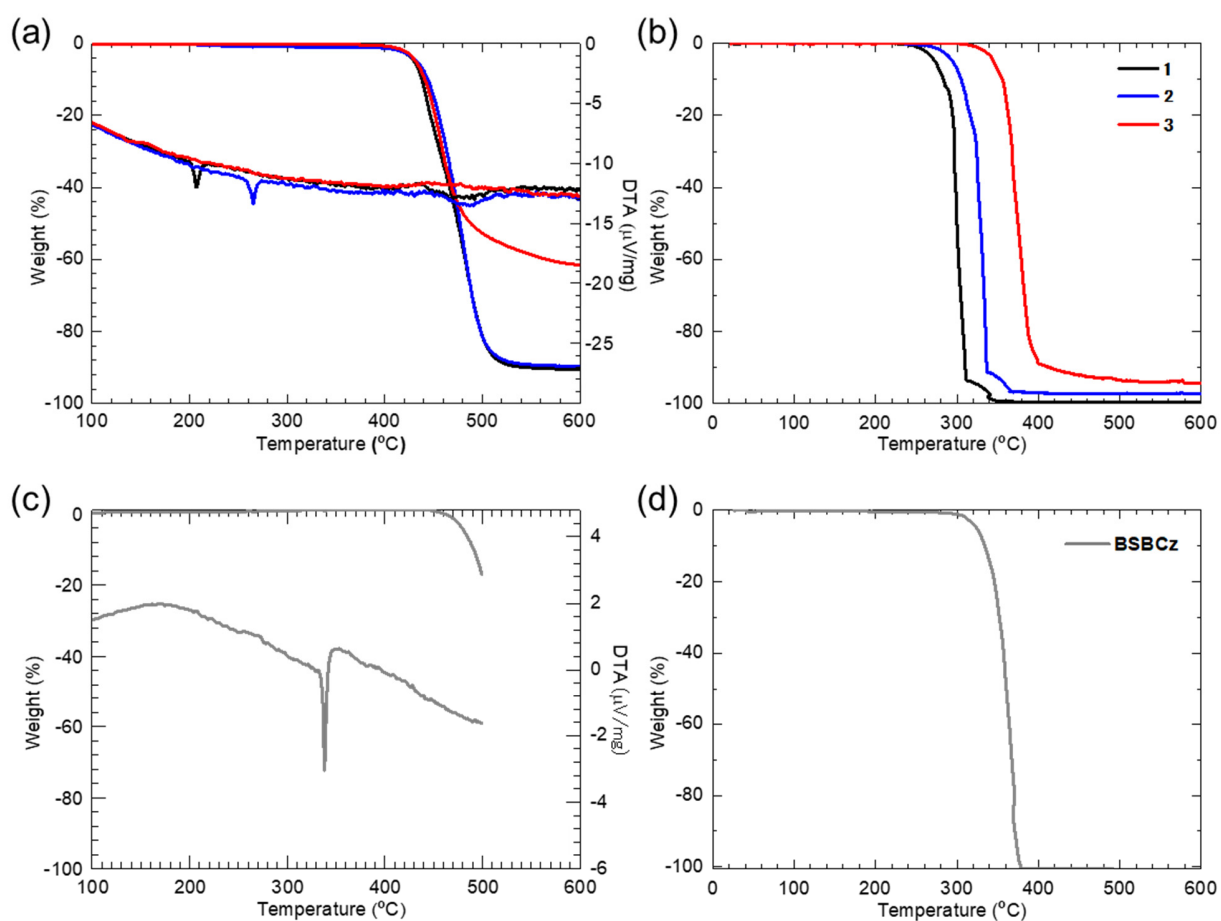 (a)
0
-20
-40
-60
-80
-100
Weight (%)
0
-5
-10
-15
-20
-25
-30
DTA (μV/mg)
100 200 300 400 500 600
Temperature (°C)
(b)
0
-20
-40
-60
-80
-100
Weight (%)
1
2
3
0 100 200 300 400 500 600
Temperature (°C)
(c)
0
-20
-40
-60
-80
-100
Weight (%)
4
2
0
-2
-4
-6
DTA (μV/mg)
100 200 300 400 500 600
Temperature (°C)
(d)
0
-20
-40
-60
-80
-100
Weight (%)
BSBCz
0 100 200 300 400 500 600
Temperature (°C)